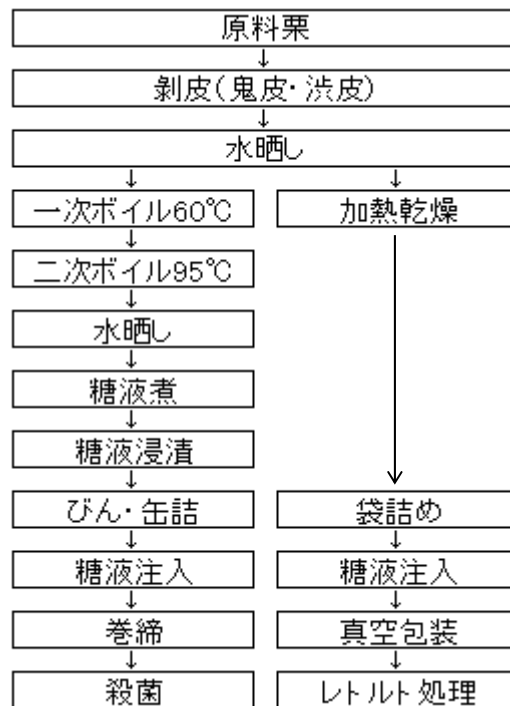 原料栗
↓
剥皮(鬼皮・渋皮)
↓
水晒し
↓ ↓
一次ボイル60℃ 加熱乾燥
↓
二次ボイル95℃
↓
水晒し
↓
糖液煮
↓
糖液浸漬
↓
びん・缶詰 袋詰め
↓ ↓
糖液注入 糖液注入
↓ ↓
巻締 真空包装
↓ ↓
殺菌 レトルト処理